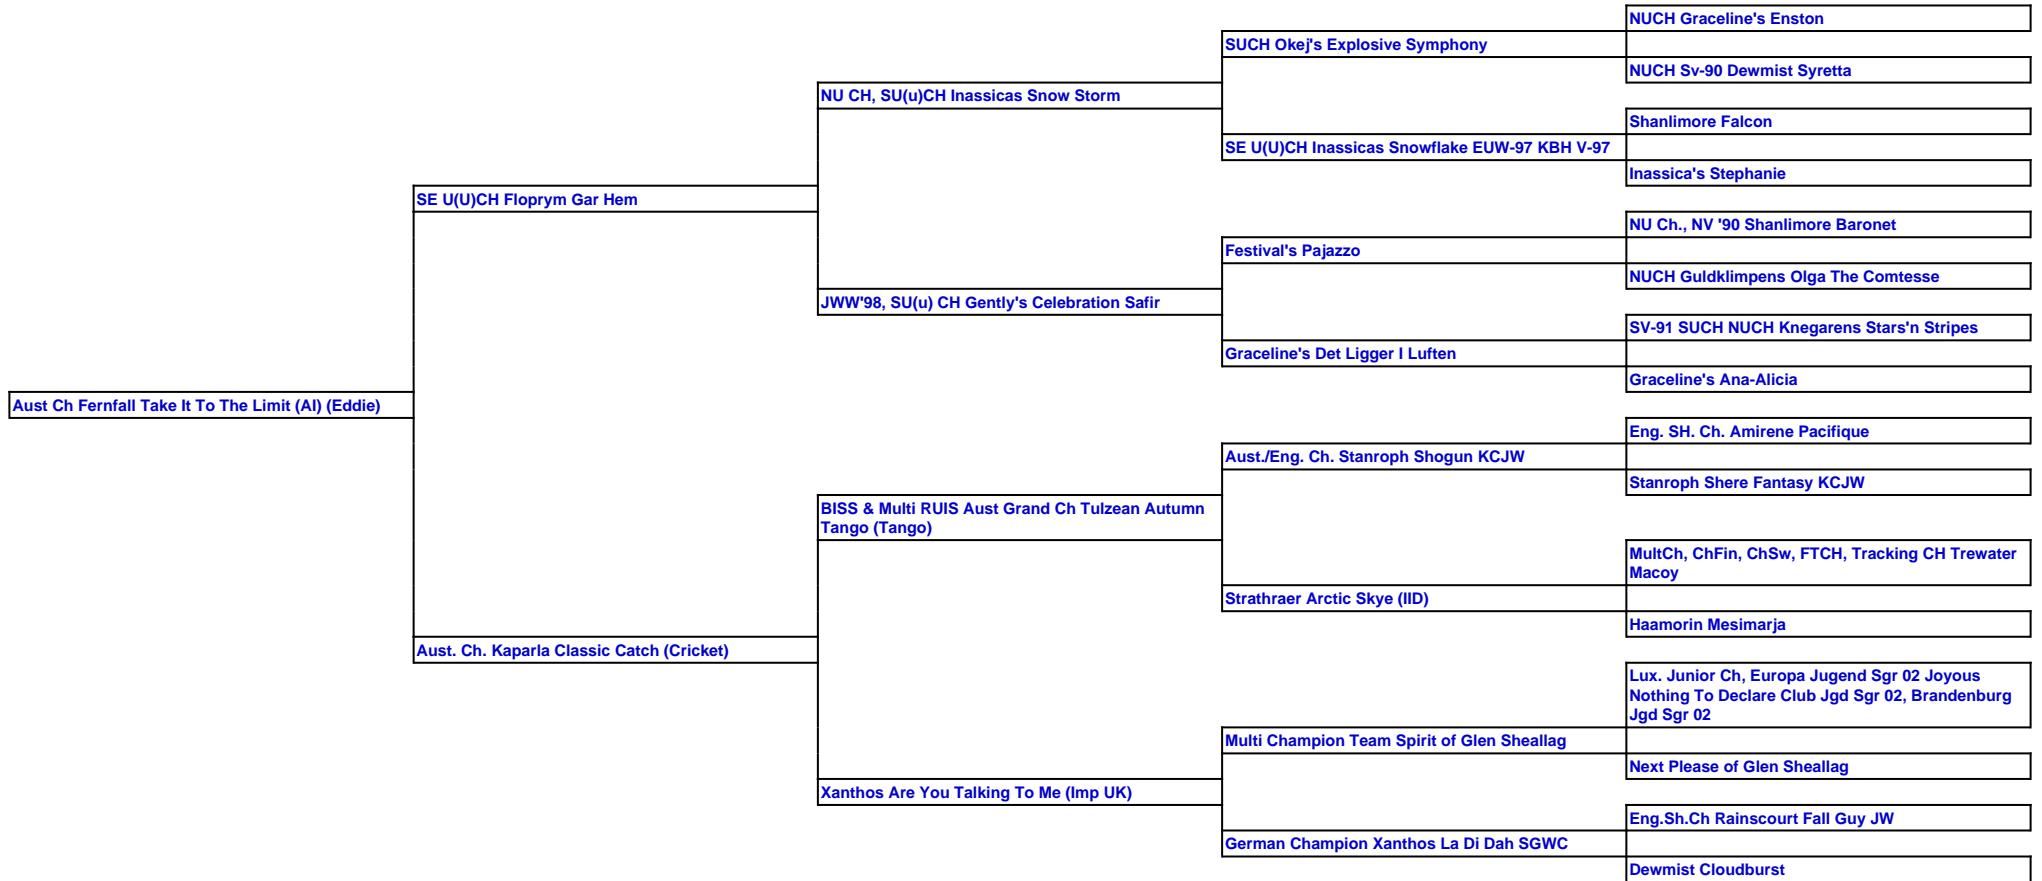 NUCH Graceline's Enston
SUCH Okej's Explosive Symphony
NUCH Sv-90 Dewmist Syretta
NU CH, SU(u)CH Inassicas Snow Storm
Shanlimore Falcon
SE U(U)CH Inassicas Snowflake EUW-97 KBH V-97
Inassica's Stephanie
SE U(U)CH Floprym Gar Hem
NU Ch., NV '90 Shanlimore Baronet
Festival's Pajazzo
NUCH Guldklimpens Olga The Comtesse
JWW'98, SU(u) CH Gently's Celebration Safir
SV-91 SUCH NUCH Knegarens Stars'n Stripes
Graceline's Det Ligger I Luften
Graceline's Ana-Alicia
Aust Ch Fernfall Take It To The Limit (AI) (Eddie)
Eng. SH. Ch. Amirene Pacifique
Aust./Eng. Ch. Stanroph Shogun KCJW
Stanroph Shere Fantasy KCJW
BISS & Multi RUIS Aust Grand Ch Tulzean Autumn
Tango (Tango)
MultCh, ChFin, ChSw, FTCH, Tracking CH Trewater
Macoy
Strathraer Arctic Skye (IID)
Haamorin Mesimarja
Aust. Ch. Kaparla Classic Catch (Cricket)
Lux. Junior Ch, Europa Jugend Sgr 02 Joyous
Nothing To Declare Club Jgd Sgr 02, Brandenburg
Jgd Sgr 02
Multi Champion Team Spirit of Glen Sheallag
Next Please of Glen Sheallag
Xanthos Are You Talking To Me (Imp UK)
Eng.Sh.Ch Rainscourt Fall Guy JW
German Champion Xanthos La Di Dah SGWC
Dewmist Cloudburst